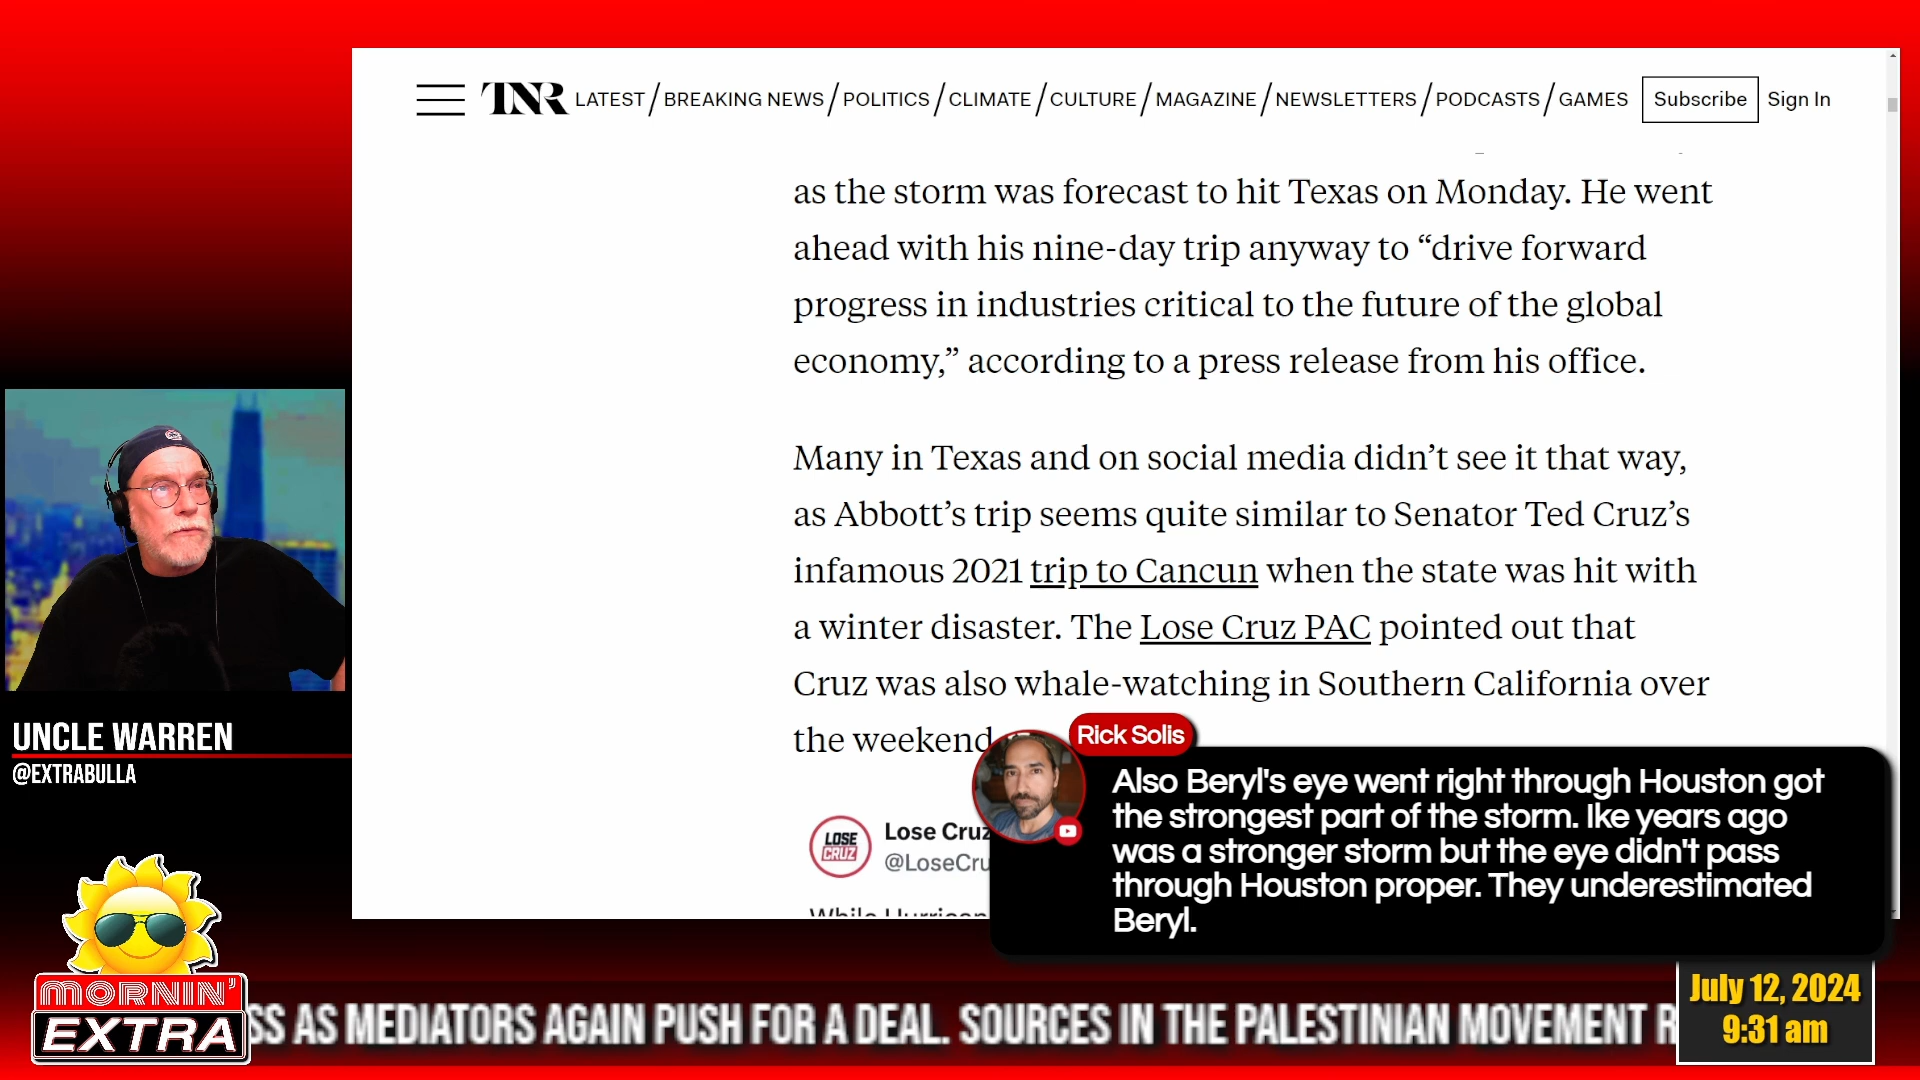 TNR LATEST / BREAKING NEWS / POLITICS / CLIMATE / CULTURE / MAGAZINE / NEWSLETTERS / PODCASTS / GAMES Subscribe Sign In
as the storm was forecast to hit Texas on Monday. He went
ahead with his nine-day trip anyway to “drive forward
progress in industries critical to the future of the global
economy,” according to a press release from his office.
Many in Texas and on social media didn’t see it that way,
as Abbott’s trip seems quite similar to Senator Ted Cruz’s
infamous 2021 trip to Cancun when the state was hit with
a winter disaster. The Lose Cruz PAC pointed out that
Cruz was also whale-watching in Southern California over
the weekend
LOSE
CRUZ
Lose Cruz
@LoseCru
While Hurrican
Rick Solis
Also Beryl's eye went right through Houston got
the strongest part of the storm. Ike years ago
was a stronger storm but the eye didn't pass
through Houston proper. They underestimated
Beryl.
UNCLE WARREN
@EXTRABULLA
MORNIN'
EXTRA
SS AS MEDIATORS AGAIN PUSH FOR A DEAL. SOURCES IN THE PALESTINIAN MOVEMENT R
July 12, 2024
9:31 am